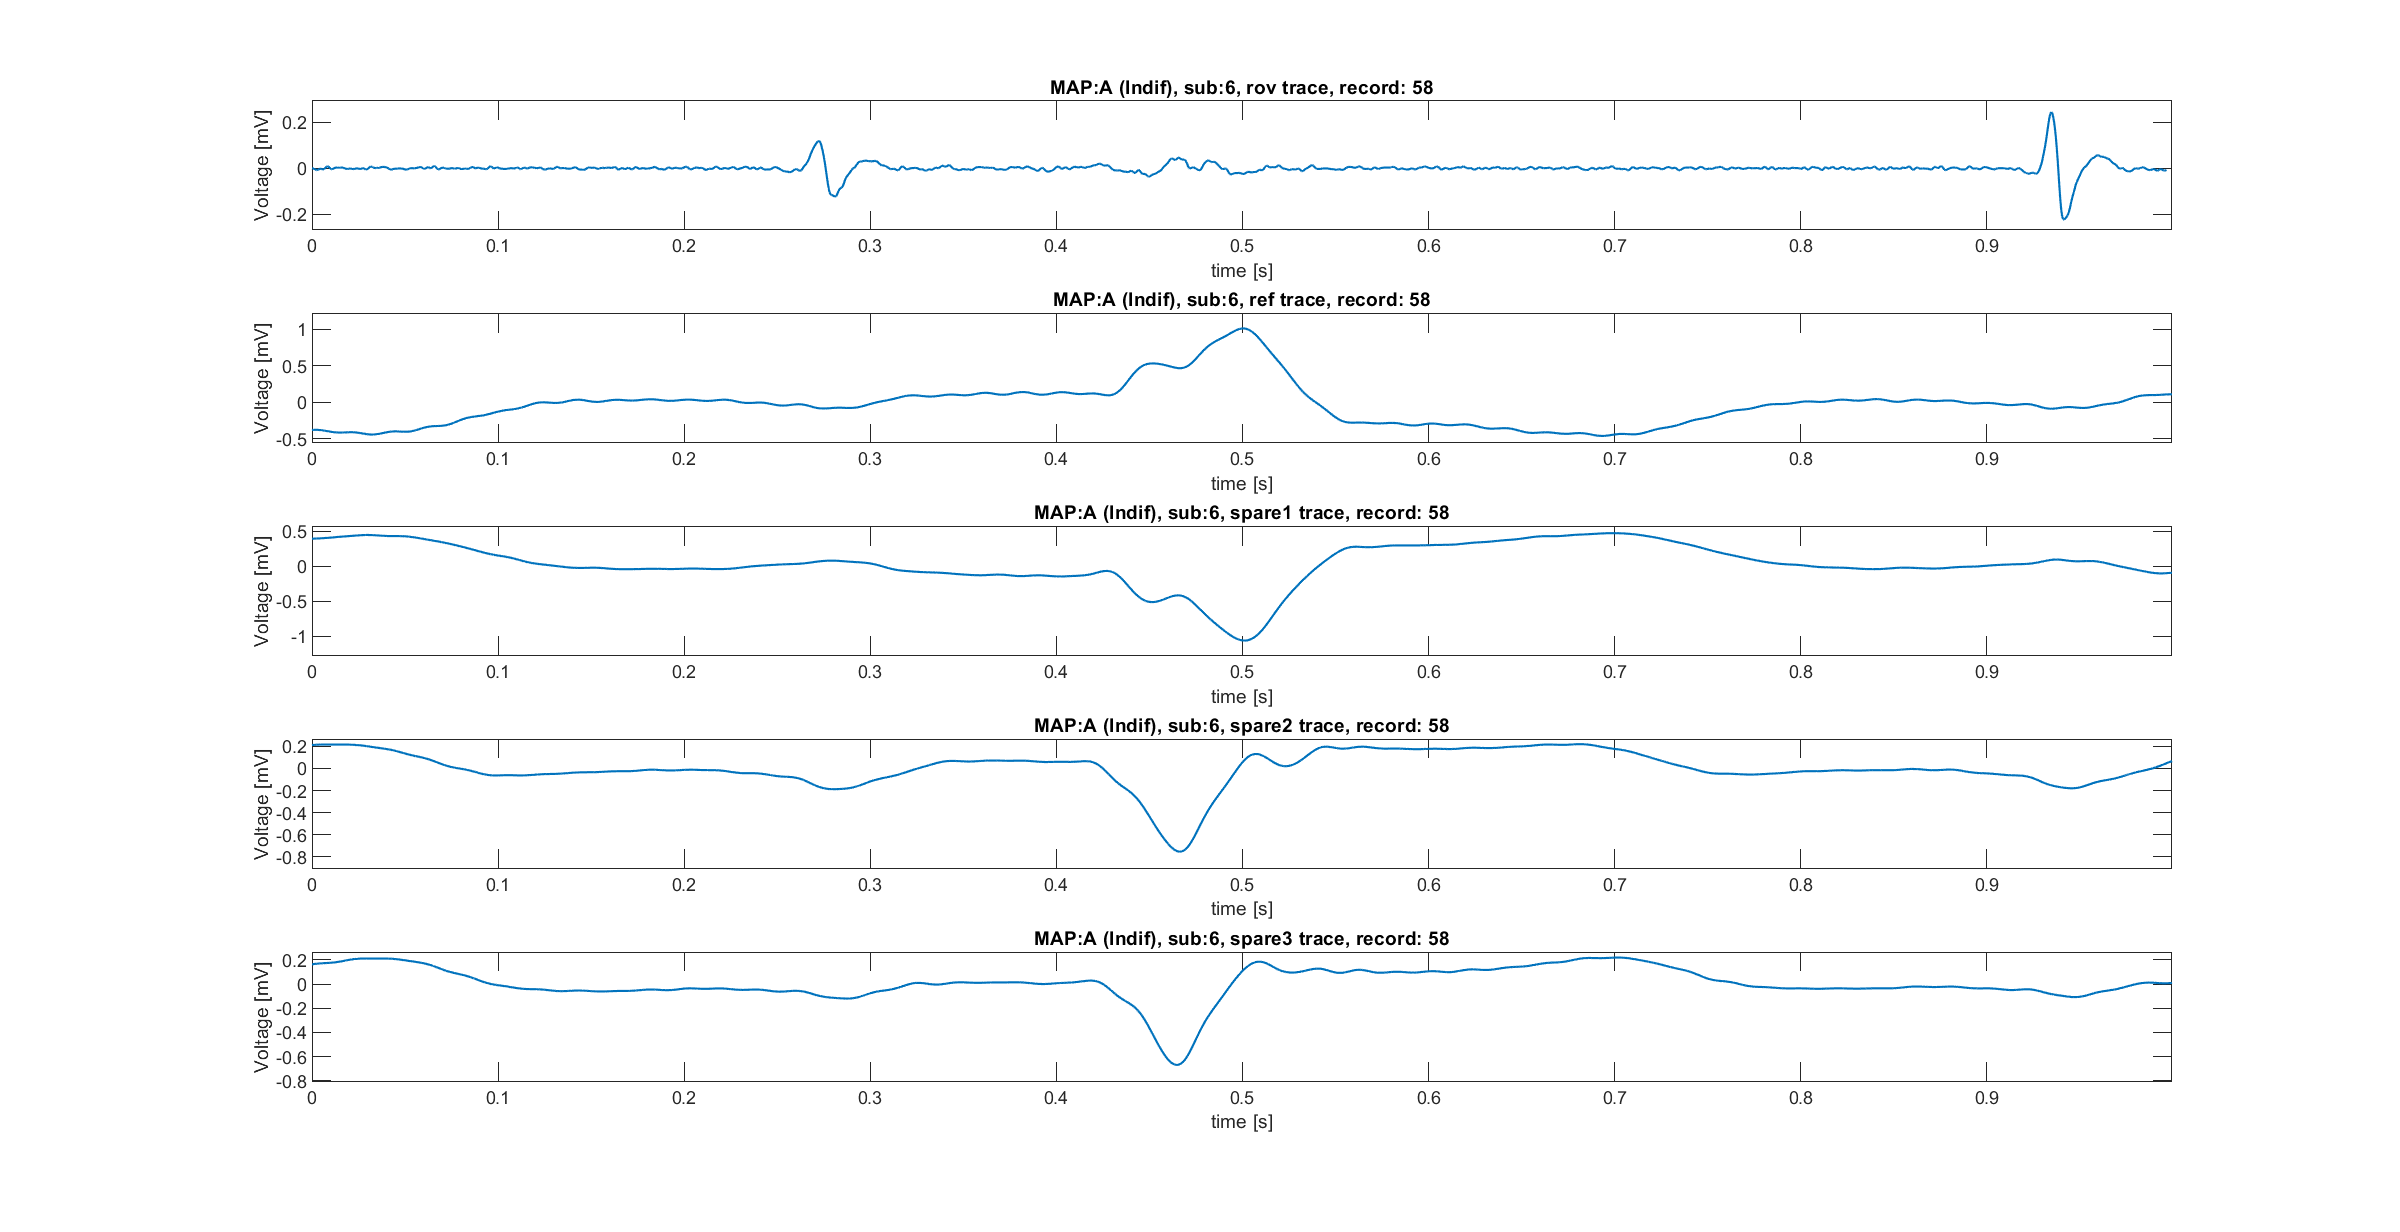 MAP:A (Indif), sub:6, rov trace, record: 58
Voltage [mV]
0.2
0
-0.2
0 0.1 0.2 0.3 0.4 0.5 0.6 0.7 0.8 0.9
time [s]
MAP:A (Indif), sub:6, ref trace, record: 58
Voltage [mV]
1
0.5
0
-0.5
0 0.1 0.2 0.3 0.4 0.5 0.6 0.7 0.8 0.9
time [s]
MAP:A (Indif), sub:6, spare1 trace, record: 58
Voltage [mV]
0.5
0
-0.5
-1
0 0.1 0.2 0.3 0.4 0.5 0.6 0.7 0.8 0.9
time [s]
MAP:A (Indif), sub:6, spare2 trace, record: 58
Voltage [mV]
0.2
0
-0.2
-0.4
-0.6
-0.8
0 0.1 0.2 0.3 0.4 0.5 0.6 0.7 0.8 0.9
time [s]
MAP:A (Indif), sub:6, spare3 trace, record: 58
Voltage [mV]
0.2
0
-0.2
-0.4
-0.6
-0.8
0 0.1 0.2 0.3 0.4 0.5 0.6 0.7 0.8 0.9
time [s]